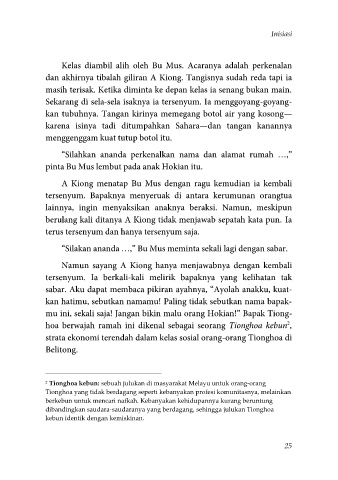 Inisiasi
Kelas diambil alih oleh Bu Mus. Acaranya adalah perkenalan
dan akhirnya tibalah giliran A Kiong. Tangisnya sudah reda tapi ia
masih terisak. Ketika diminta ke depan kelas ia senang bukan main.
Sekarang di sela-sela isaknya ia tersenyum. Ia menggoyang-goyang-
kan tubuhnya. Tangan kirinya memegang botol air yang kosong—
karena isinya tadi ditumpahkan Sahara—dan tangan kanannya
menggenggam kuat tutup botol itu.
“Silahkan ananda perkenalkan nama dan alamat rumah …,”
pinta Bu Mus lembut pada anak Hokian itu.
A Kiong menatap Bu Mus dengan ragu kemudian ia kembali
tersenyum. Bapaknya menyeruak di antara kerumunan orangtua
lainnya, ingin menyaksikan anaknya beraksi. Namun, meskipun
berulang kali ditanya A Kiong tidak menjawab sepatah kata pun. Ia
terus tersenyum dan hanya tersenyum saja.
“Silakan ananda …,” Bu Mus meminta sekali lagi dengan sabar.
Namun sayang A Kiong hanya menjawabnya dengan kembali
tersenyum. Ia berkali-kali melirik bapaknya yang kelihatan tak
sabar. Aku dapat membaca pikiran ayahnya, “Ayolah anakku, kuat-
kan hatimu, sebutkan namamu! Paling tidak sebutkan nama bapak-
mu ini, sekali saja! Jangan bikin malu orang Hokian!” Bapak Tiong-
hoa berwajah ramah ini dikenal sebagai seorang Tionghoa kebun²,
strata ekonomi terendah dalam kelas sosial orang-orang Tionghoa di
Belitong.
² Tionghoa kebun: sebuah julukan di masyarakat Melayu untuk orang-orang
Tionghoa yang tidak berdagang seperti kebanyakan profesi komunitasnya, melainkan
berkebun untuk mencari nafkah. Kebanyakan kehidupannya kurang beruntung
dibandingkan saudara-saudaranya yang berdagang, sehingga julukan Tionghoa
kebun identik dengan kemiskinan.
25